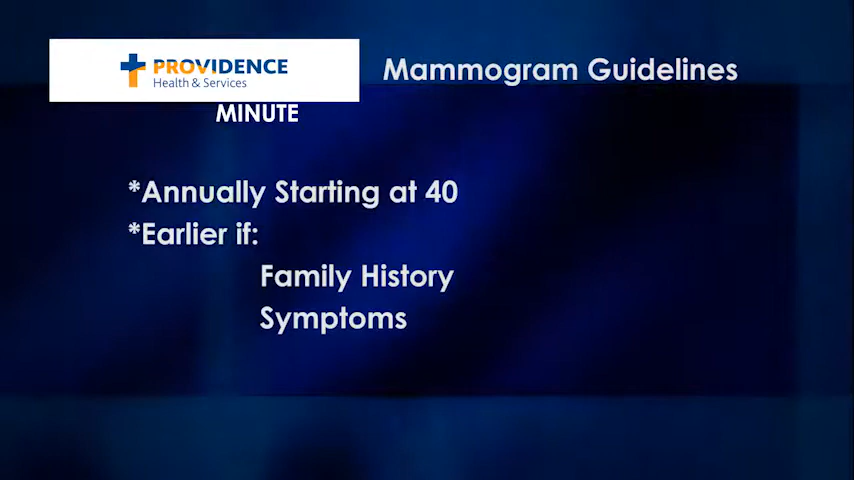 PROVIDENCE
Health & Services
MINUTE
Mammogram Guidelines
*Annually Starting at 40
*Earlier if:
Family History
Symptoms